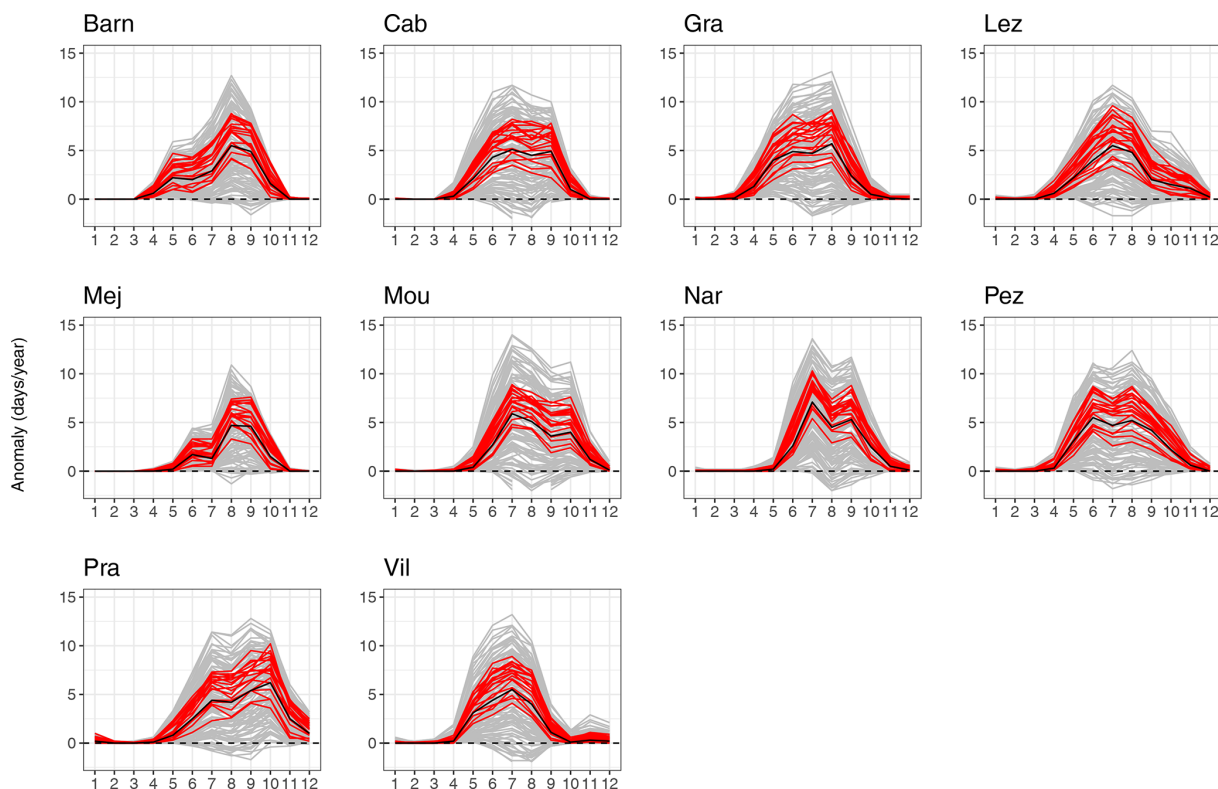 Barn Cab Gra Lez
15 15 15 15
10 10 10 10
5 5 5 5
0 0 0 0
1 2 3 4 5 6 7 8 9 10 11 12 1 2 3 4 5 6 7 8 9 10 11 12 1 2 3 4 5 6 7 8 9 10 11 12 1 2 3 4 5 6 7 8 9 10 11 12
Anomaly (days/year)
Mej Mou Nar Pez
15 15 15 15
10 10 10 10
5 5 5 5
0 0 0 0
1 2 3 4 5 6 7 8 9 10 11 12 1 2 3 4 5 6 7 8 9 10 11 12 1 2 3 4 5 6 7 8 9 10 11 12 1 2 3 4 5 6 7 8 9 10 11 12
Pra Vil
15 15
10 10
5 5
0 0
1 2 3 4 5 6 7 8 9 10 11 12 1 2 3 4 5 6 7 8 9 10 11 12